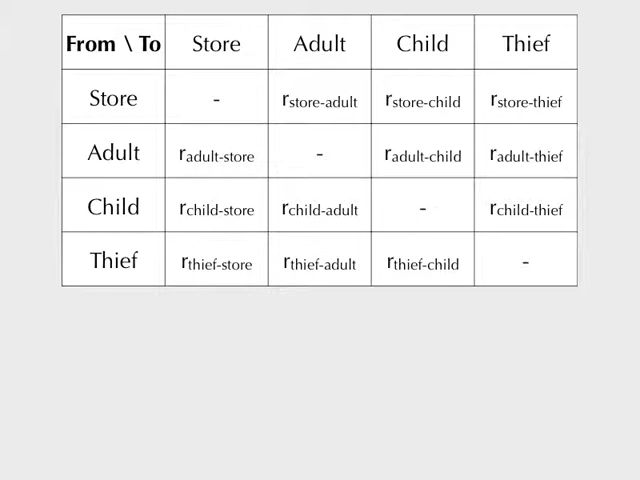 From \ To Store Adult Child Thief
Store - rstore-adult rstore-child rstore-thief
Adult radult-store - radult-child radult-thief
Child rchild-store rchild-adult - rchild-thief
Thief rthief-store rthief-adult rthief-child -